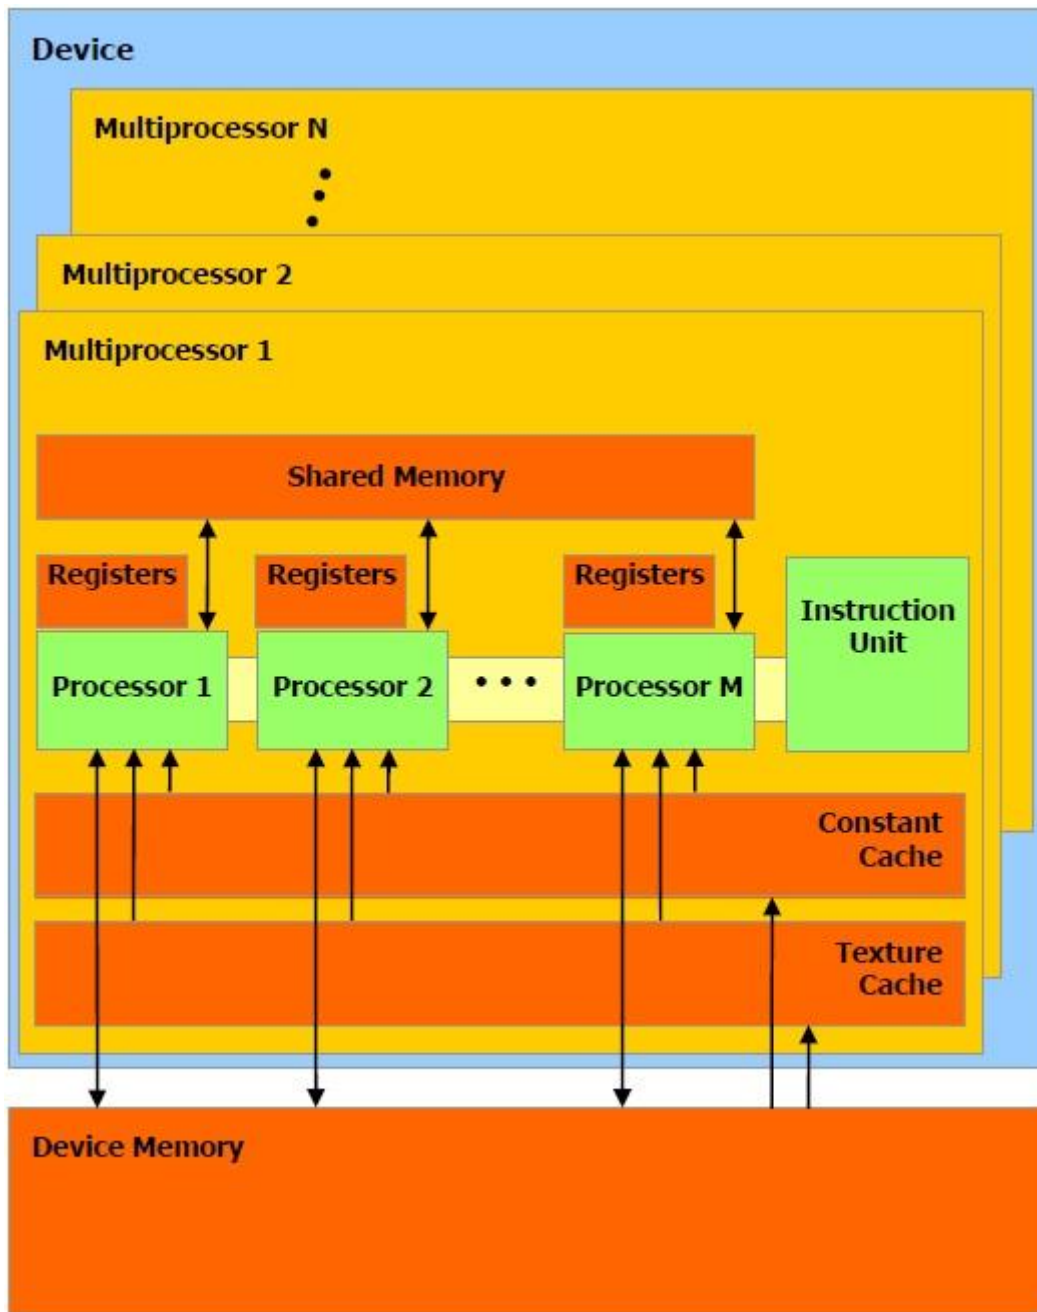 Device
Multiprocessor N
Multiprocessor 2
Multiprocessor 1
Shared Memory
Registers
Registers
Registers
Instruction
Unit
Processor 1
Processor 2
Processor M
Constant
Cache
Texture
Cache
Device Memory